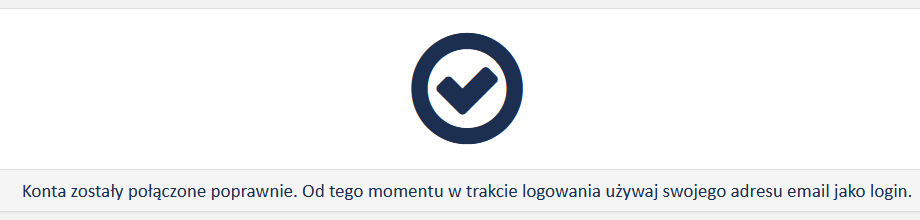 Konta zostały połączone poprawnie. Od tego momentu w trakcie logowania używaj swojego adresu email jako login.